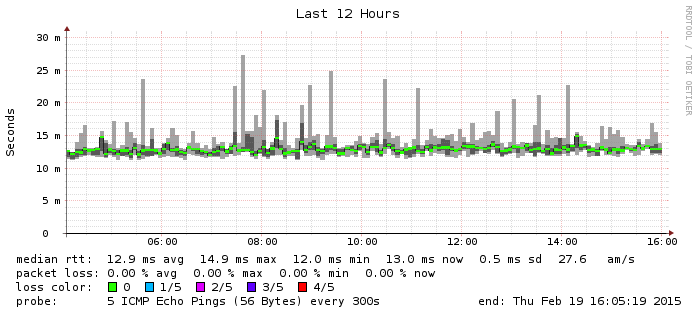 Last 12 Hours
RRDTOOL / TOBI OETIKER
Seconds
30 m
25 m
20 m
15 m
10 m
5 m
0
06:00 08:00 10:00 12:00 14:00 16:00
median rtt: 12.9 ms avg 14.9 ms max 12.0 ms min 13.0 ms now 0.5 ms sd 27.6 am/s
packet loss: 0.00 % avg 0.00 % max 0.00 % min 0.00 % now
loss color: 0 1/5 2/5 3/5 4/5
probe: 5 ICMP Echo Pings (56 Bytes) every 300s end: Thu Feb 19 16:05:19 2015